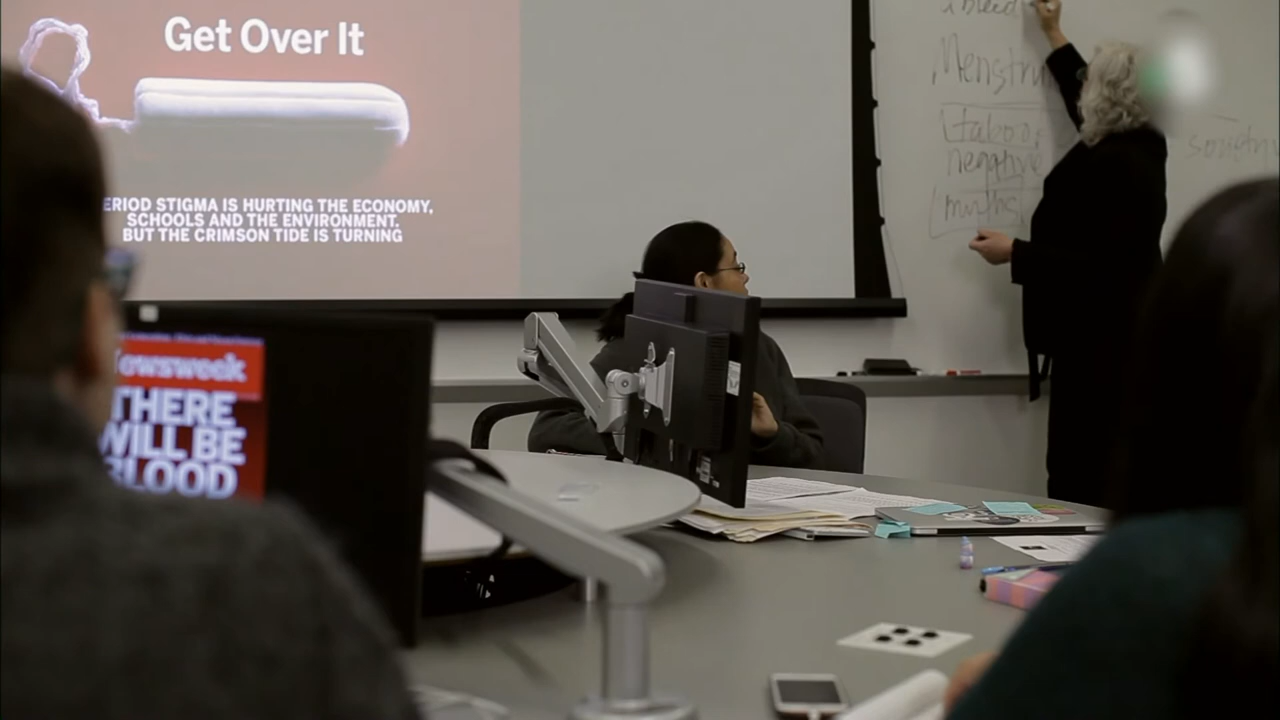 Get Over It
ERIOD STIGMA IS HURTING THE ECONOMY,
SCHOOLS AND THE ENVIRONMENT.
BUT THE CRIMSON TIDE IS TURNING
ewsweek
THERE
WILL BE
BLOOD
i bleed
Menstru
taboo
negative
myths